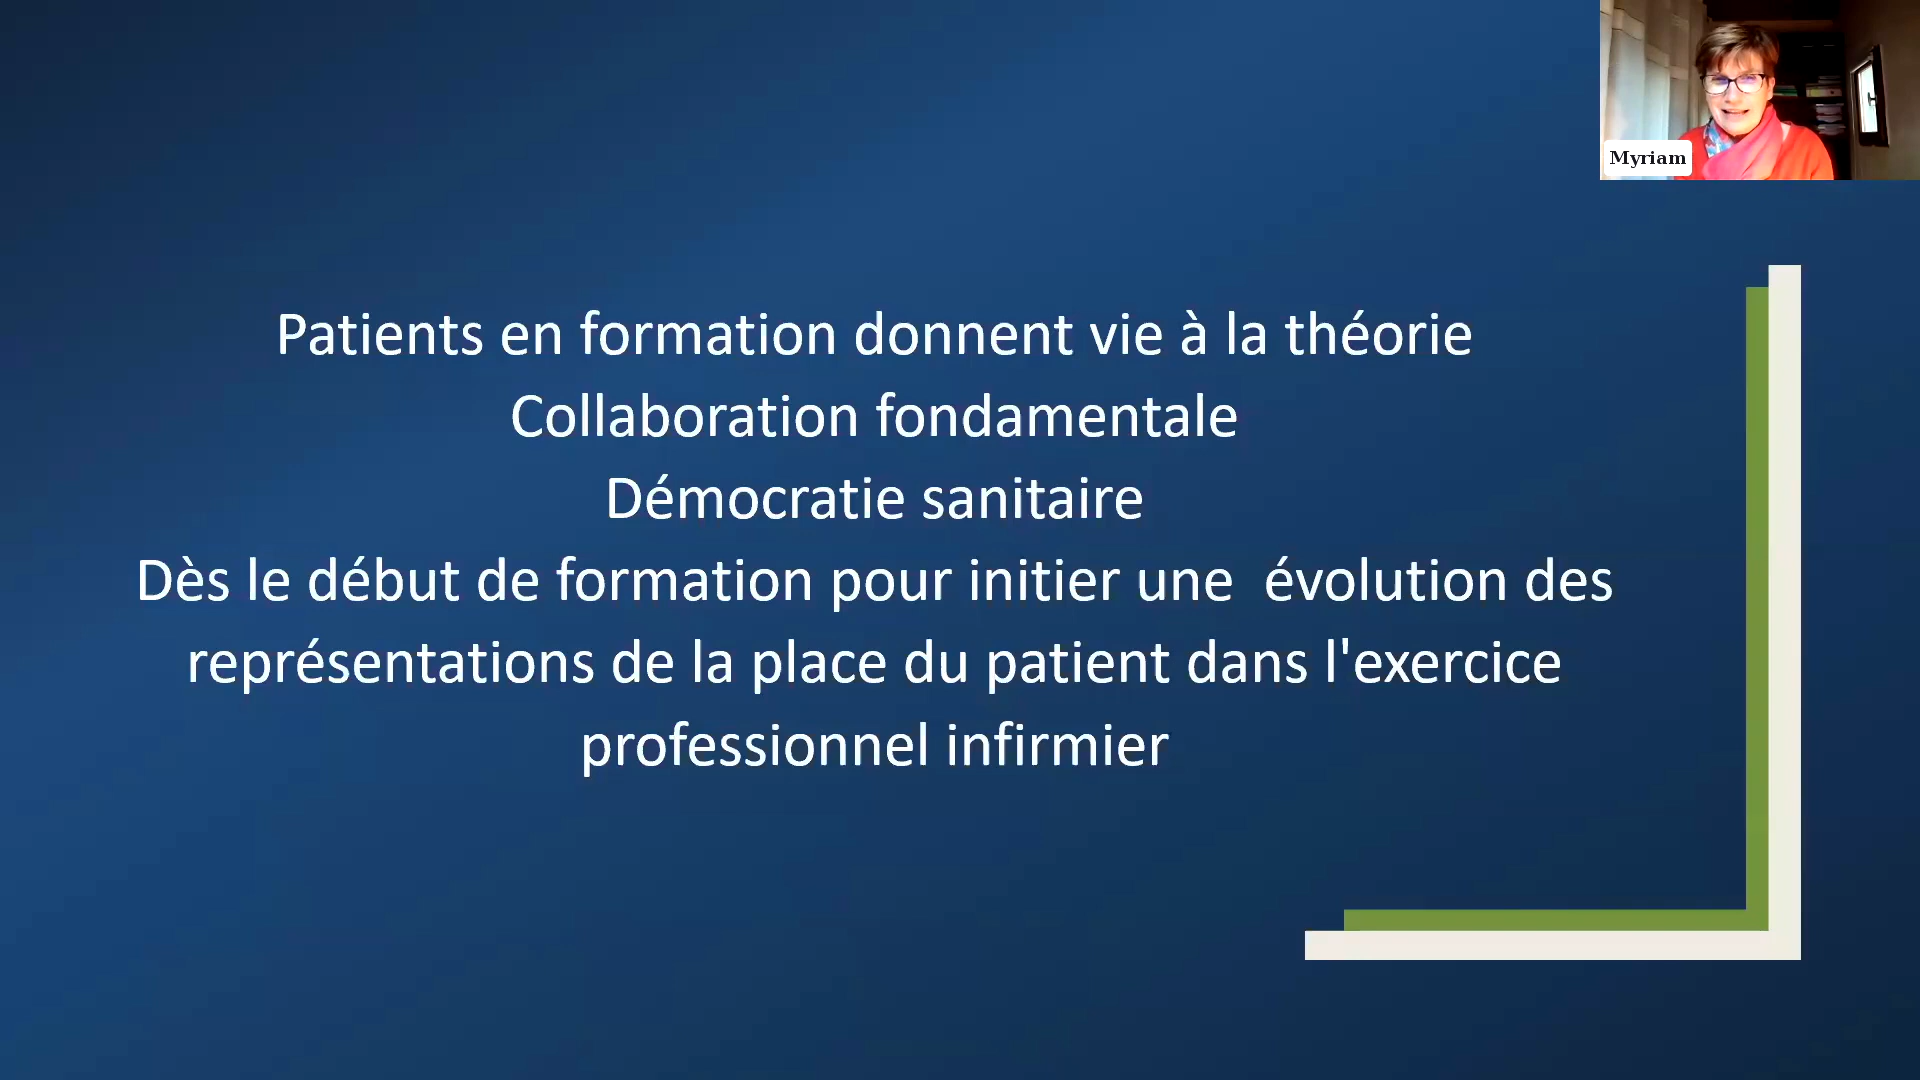 Myriam
Patients en formation donnent vie à la théorie
Collaboration fondamentale
Démocratie sanitaire
Dès le début de formation pour initier une  évolution des
représentations de la place du patient dans l'exercice
professionnel infirmier